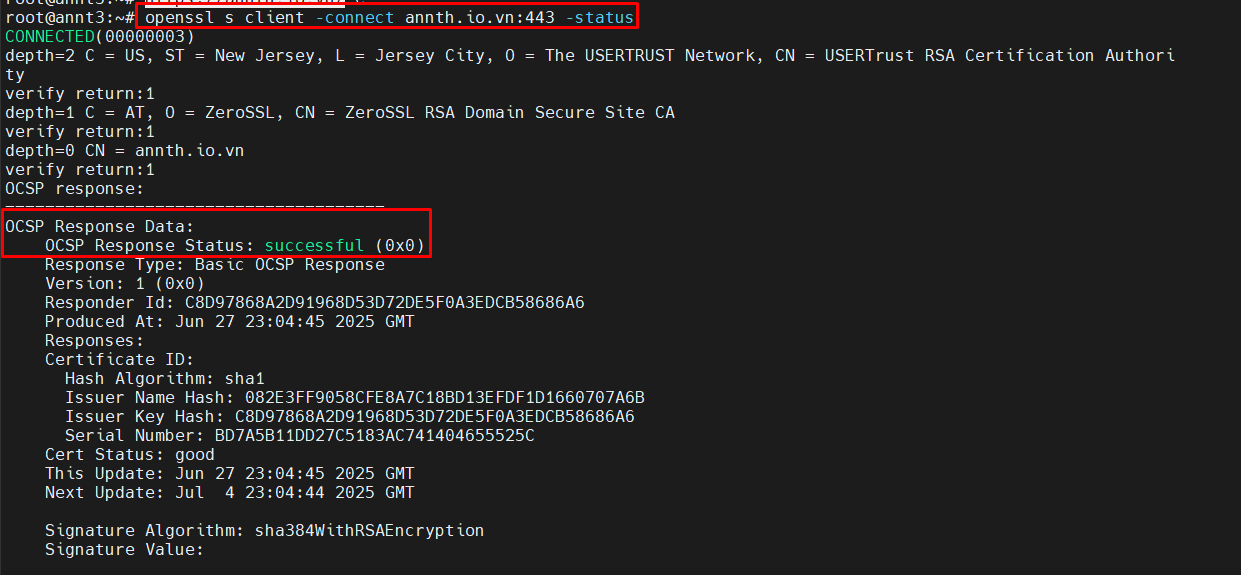 root@annt3:~#
root@annt3:~# openssl s client -connect annth.io.vn:443 -status
CONNECTED(00000003)
depth=2 C = US, ST = New Jersey, L = Jersey City, O = The USERTRUST Network, CN = USERTrust RSA Certification Authori
ty
verify return:1
depth=1 C = AT, O = ZeroSSL, CN = ZeroSSL RSA Domain Secure Site CA
verify return:1
depth=0 CN = annth.io.vn
verify return:1
OCSP response:
--------------------------------------
OCSP Response Data:
OCSP Response Status: successful (0x0)
Response Type: Basic OCSP Response
Version: 1 (0x0)
Responder Id: C8D97868A2D91968D53D72DE5F0A3EDCB58686A6
Produced At: Jun 27 23:04:45 2025 GMT
Responses:
Certificate ID:
Hash Algorithm: sha1
Issuer Name Hash: 082E3FF9058CFE8A7C18BD13EFDF1D1660707A6B
Issuer Key Hash: C8D97868A2D91968D53D72DE5F0A3EDCB58686A6
Serial Number: BD7A5B11DD27C5183AC741404655525C
Cert Status: good
This Update: Jun 27 23:04:45 2025 GMT
Next Update: Jul  4 23:04:44 2025 GMT
Signature Algorithm: sha384WithRSAEncryption
Signature Value: